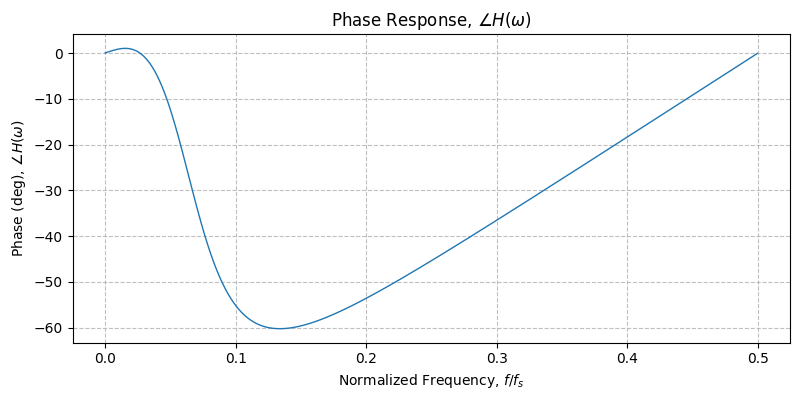 Phase Response, ∠H(ω)
Phase (deg), ∠H(ω)
0
−10
−20
−30
−40
−50
−60
0.0 0.1 0.2 0.3 0.4 0.5
Normalized Frequency, f/fₛ